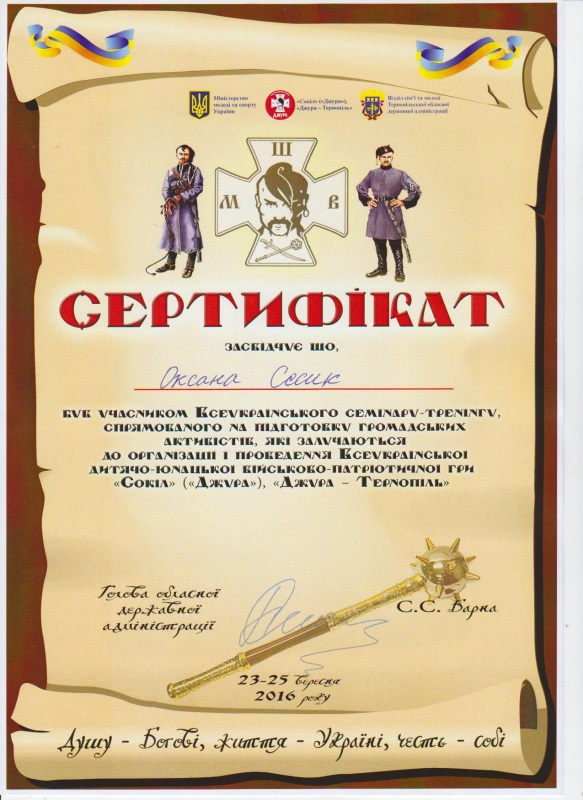 Міністерство
молоді та спорту
України
«Сокіл» («Джура»),
«Джура – Тернопіль»
Відділ сім'ї та молоді
Тернопільської обласної
державної адміністрації
ДЖУРА
Ш
М В
СЕРТИФІКАТ
ЗАСВІДЧУЄ ЩО,
Оксана Сесик
БУВ УЧАСНИКОМ ВСЕУКРАЇНСЬКОГО СЕМІНАРУ-ТРЕНІНГУ,
СПРЯМОВАНОГО НА ПІДГОТОВКУ ГРОМАДСЬКИХ
АКТИВІСТІВ, ЯКІ ЗАЛУЧАЮТЬСЯ
ДО ОРГАНІЗАЦІЇ І ПРОВЕДЕННЯ ВСЕУКРАЇНСЬКОЇ
ДИТЯЧО-ЮНАЦЬКОЇ ВІЙСЬКОВО-ПАТРІОТИЧНОЇ ГРИ
«СОКІЛ» («ДЖУРА»), «ДЖУРА – ТЕРНОПІЛЬ»
Голова обласної
державної
адміністрації
С.С. Барна
23-25 вересня
2016 року
Душу - Богові, життя - Україні, честь - собі